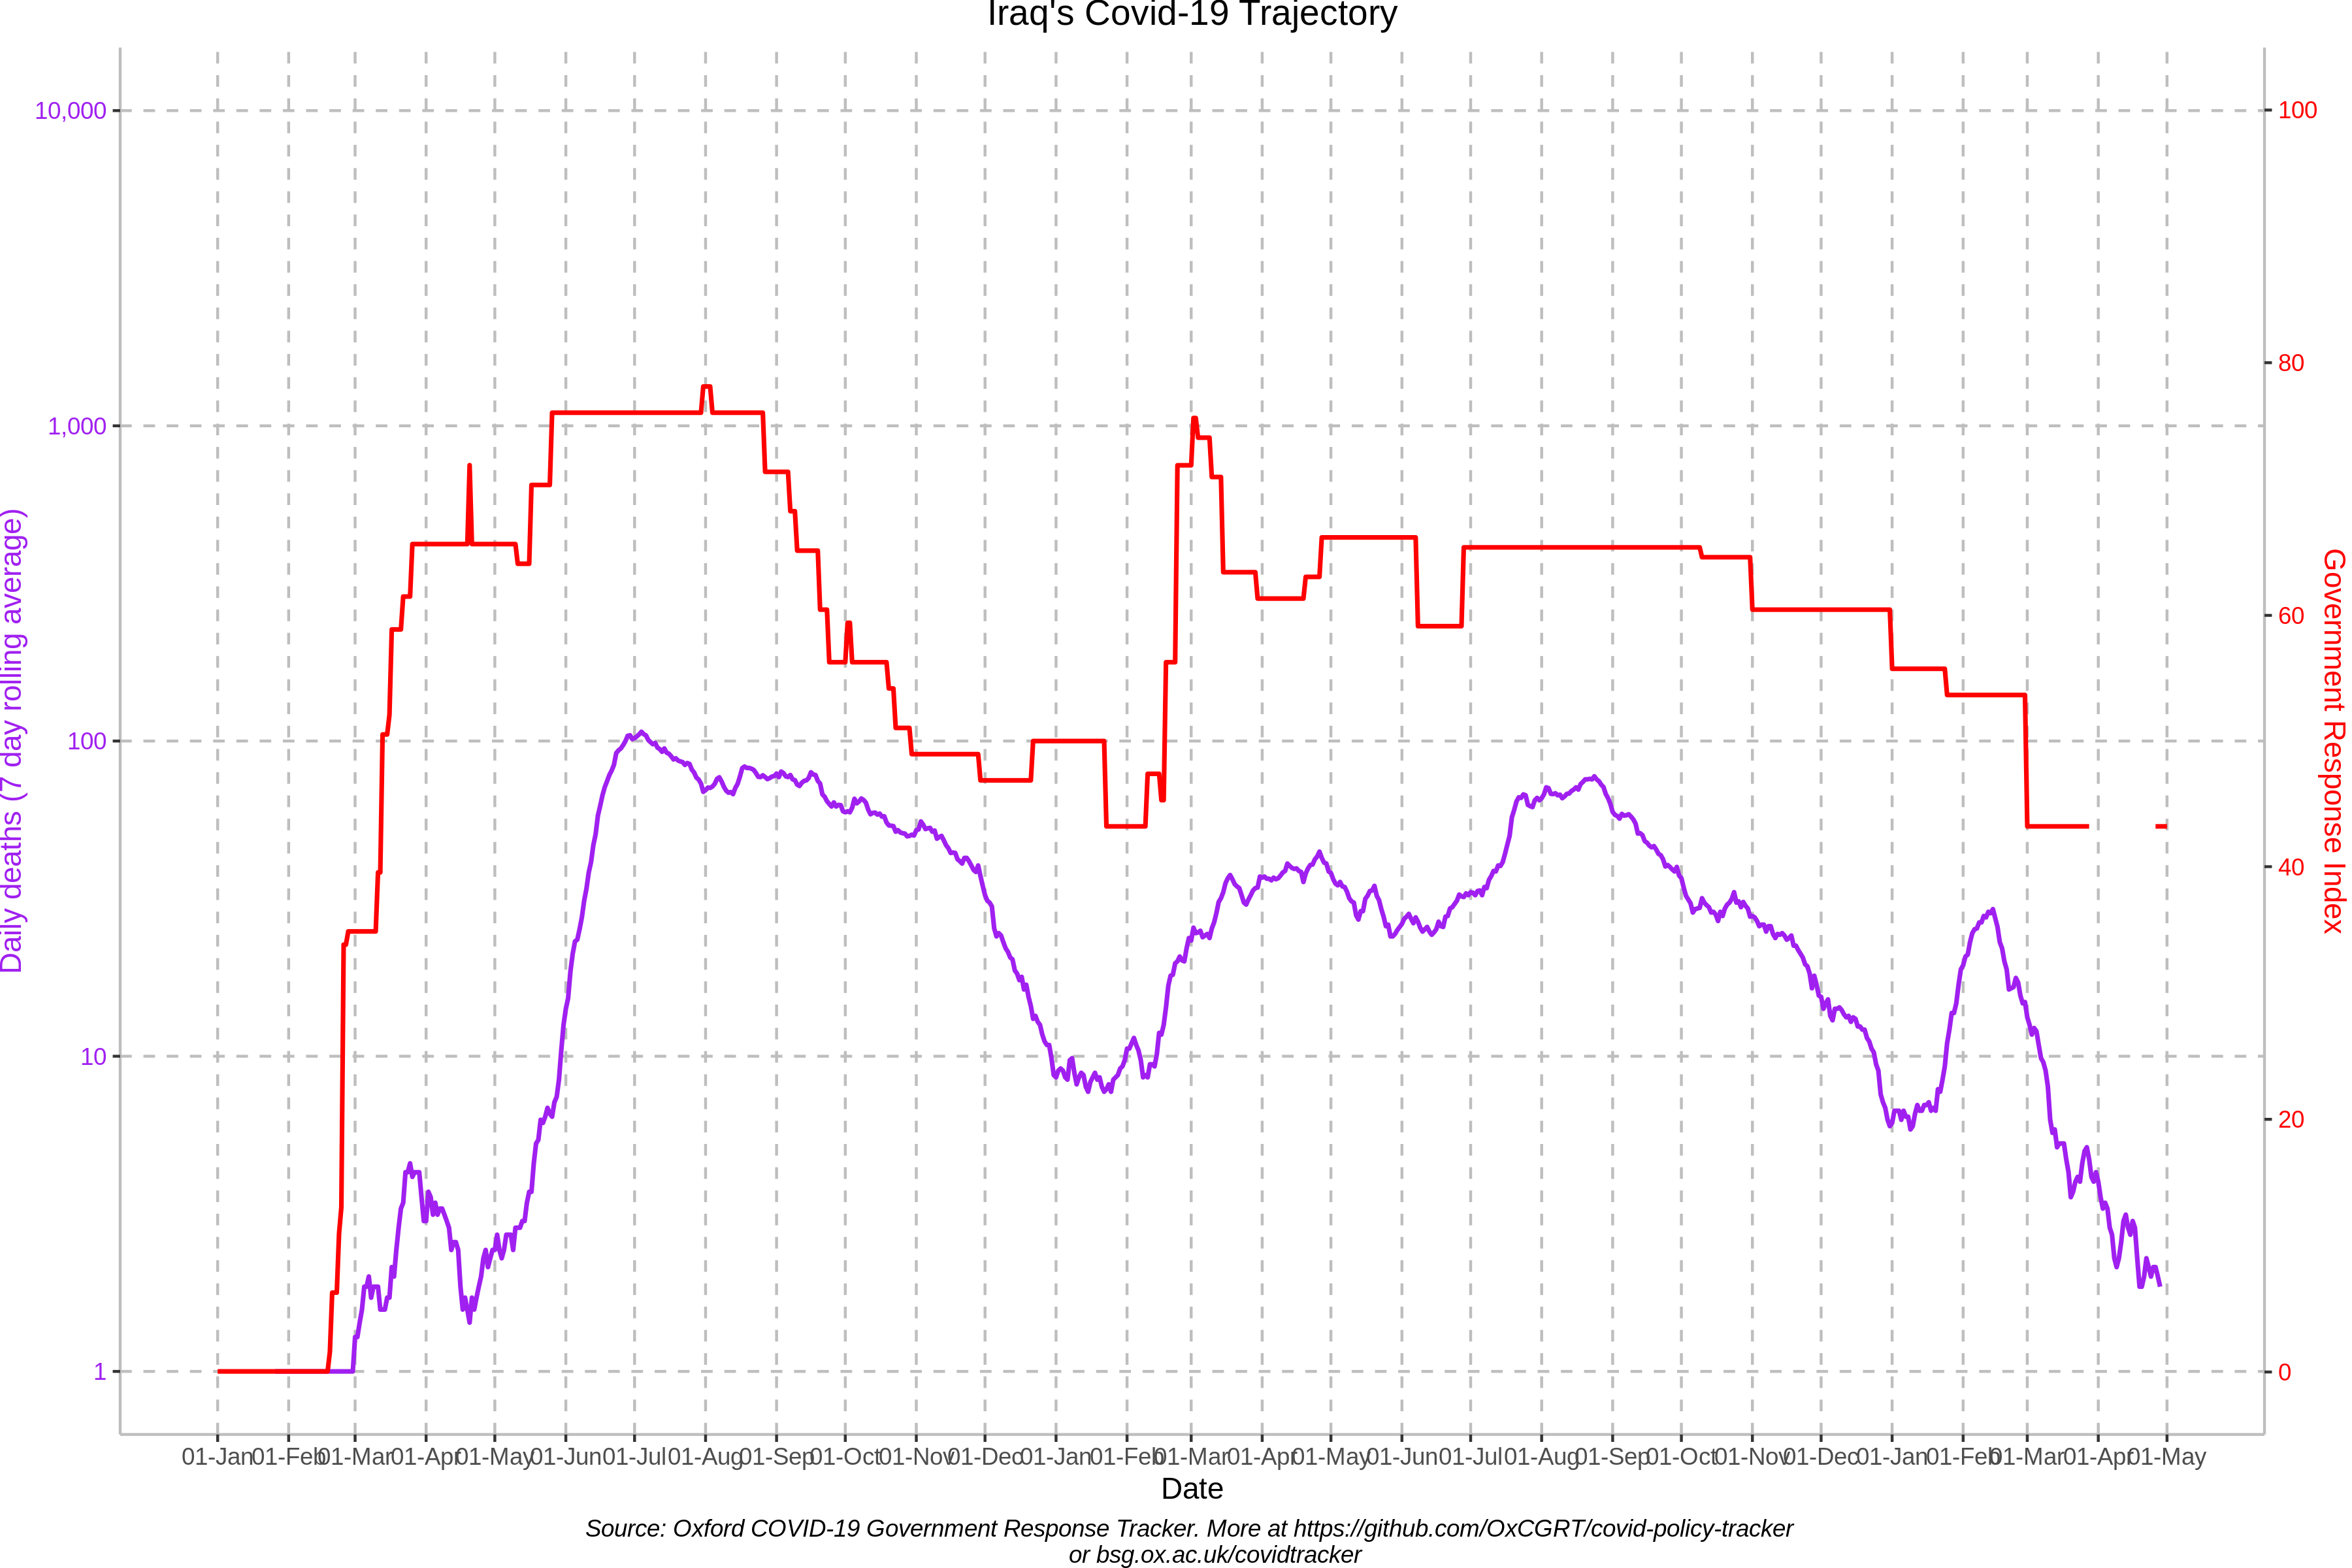 Iraq's Covid-19 Trajectory
Daily deaths (7 day rolling average)
10,000
1,000
100
10
1
100
80
60
40
20
0
Government Response Index
01-Jan 01-Feb 01-Mar 01-Apr 01-May 01-Jun 01-Jul 01-Aug 01-Sep 01-Oct 01-Nov 01-Dec 01-Jan 01-Feb 01-Mar 01-Apr 01-May 01-Jun 01-Jul 01-Aug 01-Sep 01-Oct 01-Nov 01-Dec 01-Jan 01-Feb 01-Mar 01-Apr 01-May
Date
Source: Oxford COVID-19 Government Response Tracker. More at https://github.com/OxCGRT/covid-policy-tracker
or bsg.ox.ac.uk/covidtracker